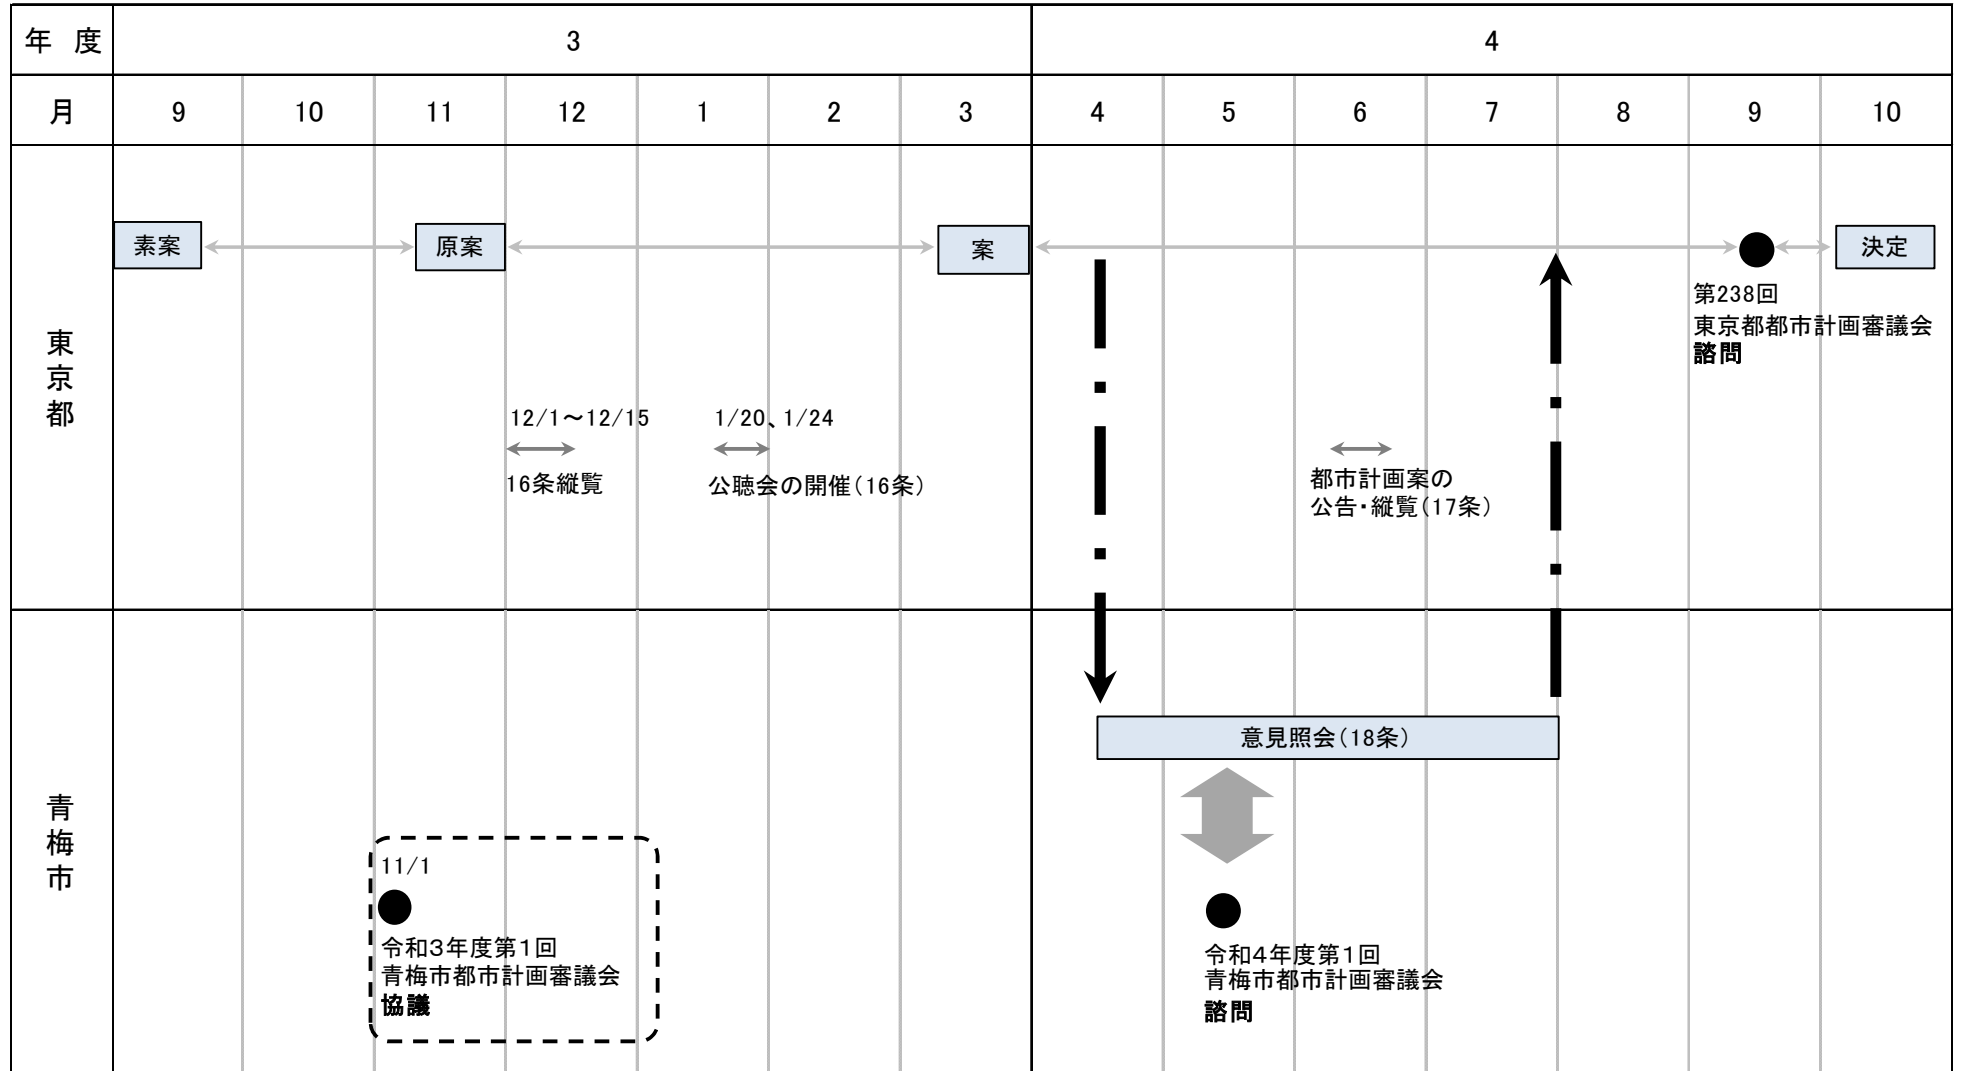 年 度 3 4
月 9 10 11 12 1 2 3 4 5 6 7 8 9 10
東京都
素案 原案 案 決定
第238回
東京都都市計画審議会
諮問
12/1～12/15
16条縦覧
1/20、1/24
公聴会の開催(16条)
都市計画案の
公告・縦覧(17条)
青梅市
意見照会(18条)
11/1
令和3年度第1回
青梅市都市計画審議会
協議
令和4年度第1回
青梅市都市計画審議会
諮問